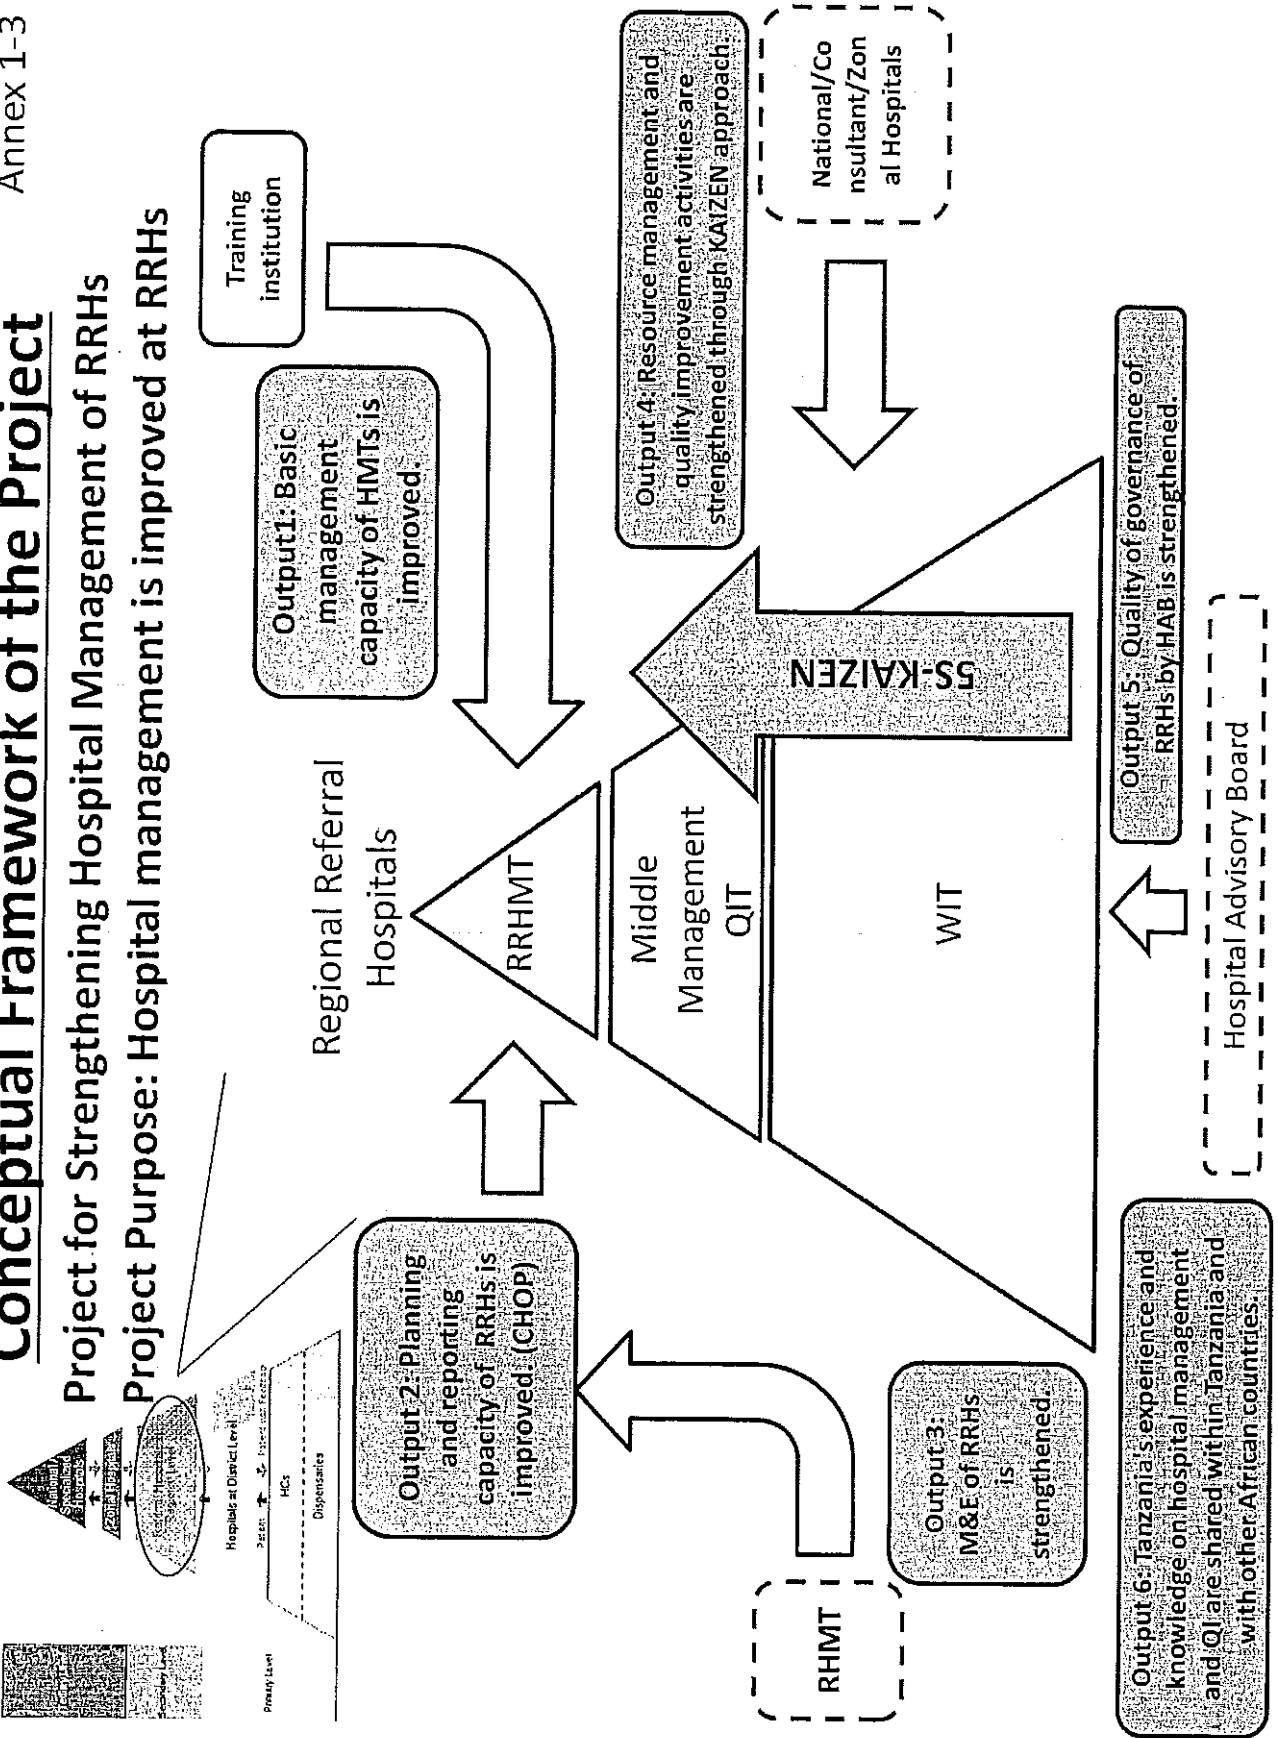 Annex 1-3
Conceptual Framework of the Project
Project for Strengthening Hospital Management of RRHs
Project Purpose: Hospital management is improved at RRHs
Secondary Level
Primary Level
Hospitals at District Level
HCs
Dispensaries
Training
institution
Output1: Basic
management
capacity of HMTs is
improved.
Regional Referral
Hospitals
Output 2: Planning
and reporting
capacity of RRHs is
improved. (CHOP)
RRHMT
Middle
Management
QIT
WIT
5S-KAIZEN
Output 4: Resource management and
quality improvement activities are
strengthened through KAIZEN approach.
National/Co
nsultant/Zon
al Hospitals
RHMT
Output 3:
M&E of RRHs
is
strengthened.
Output 5: Quality of governance of
RRHs by HAB is strengthened.
Hospital Advisory Board
Output 6: Tanzania's experience and
knowledge on hospital management
and QI are shared within Tanzania and
with other African countries.